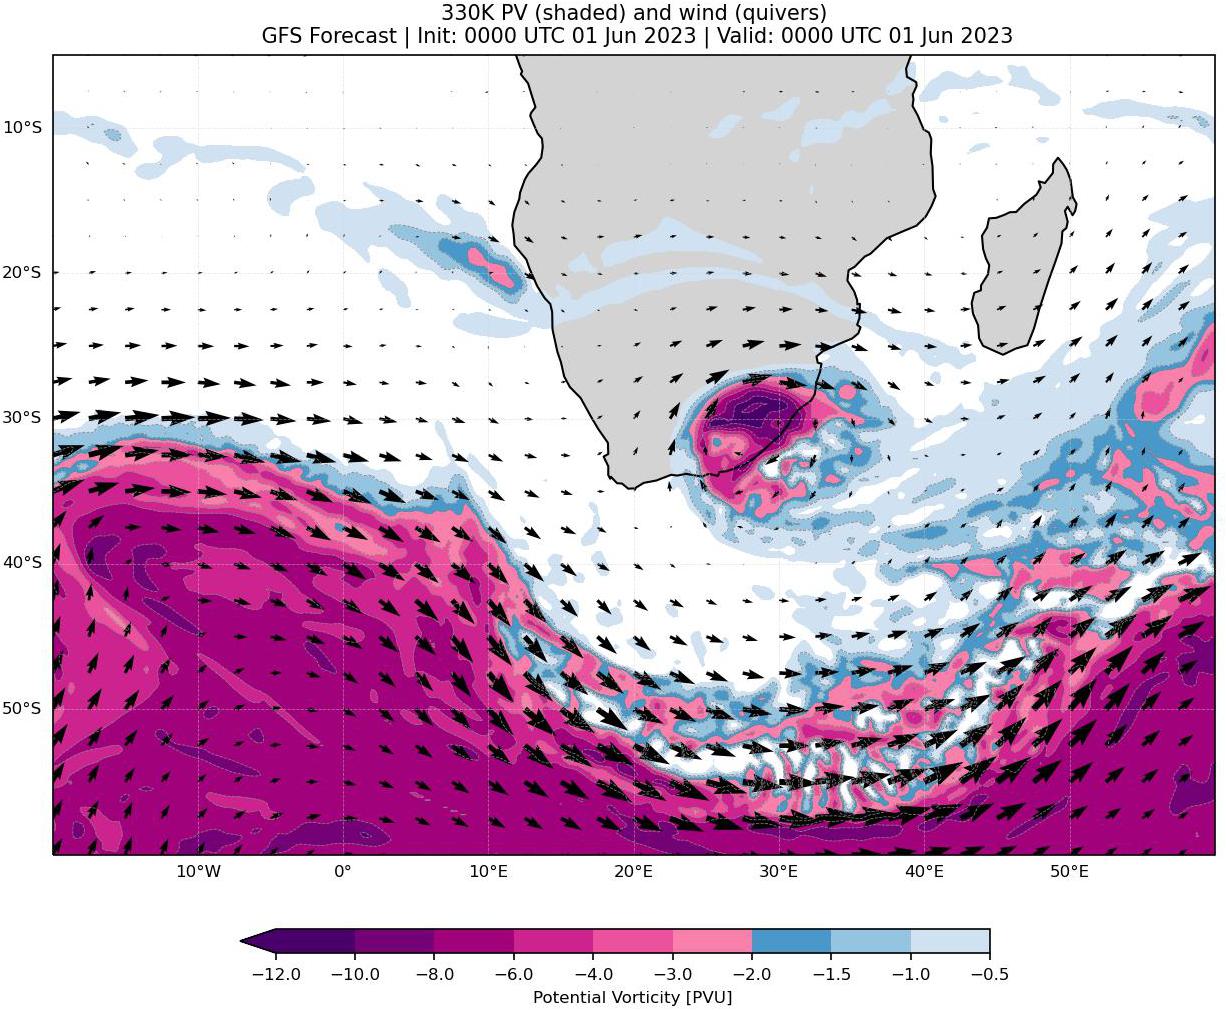 330K PV (shaded) and wind (quivers)
GFS Forecast | Init: 0000 UTC 01 Jun 2023 | Valid: 0000 UTC 01 Jun 2023
10°S
20°S
30°S
40°S
50°S
10°W 0° 10°E 20°E 30°E 40°E 50°E
−12.0 −10.0 −8.0 −6.0 −4.0 −3.0 −2.0 −1.5 −1.0 −0.5
Potential Vorticity [PVU]